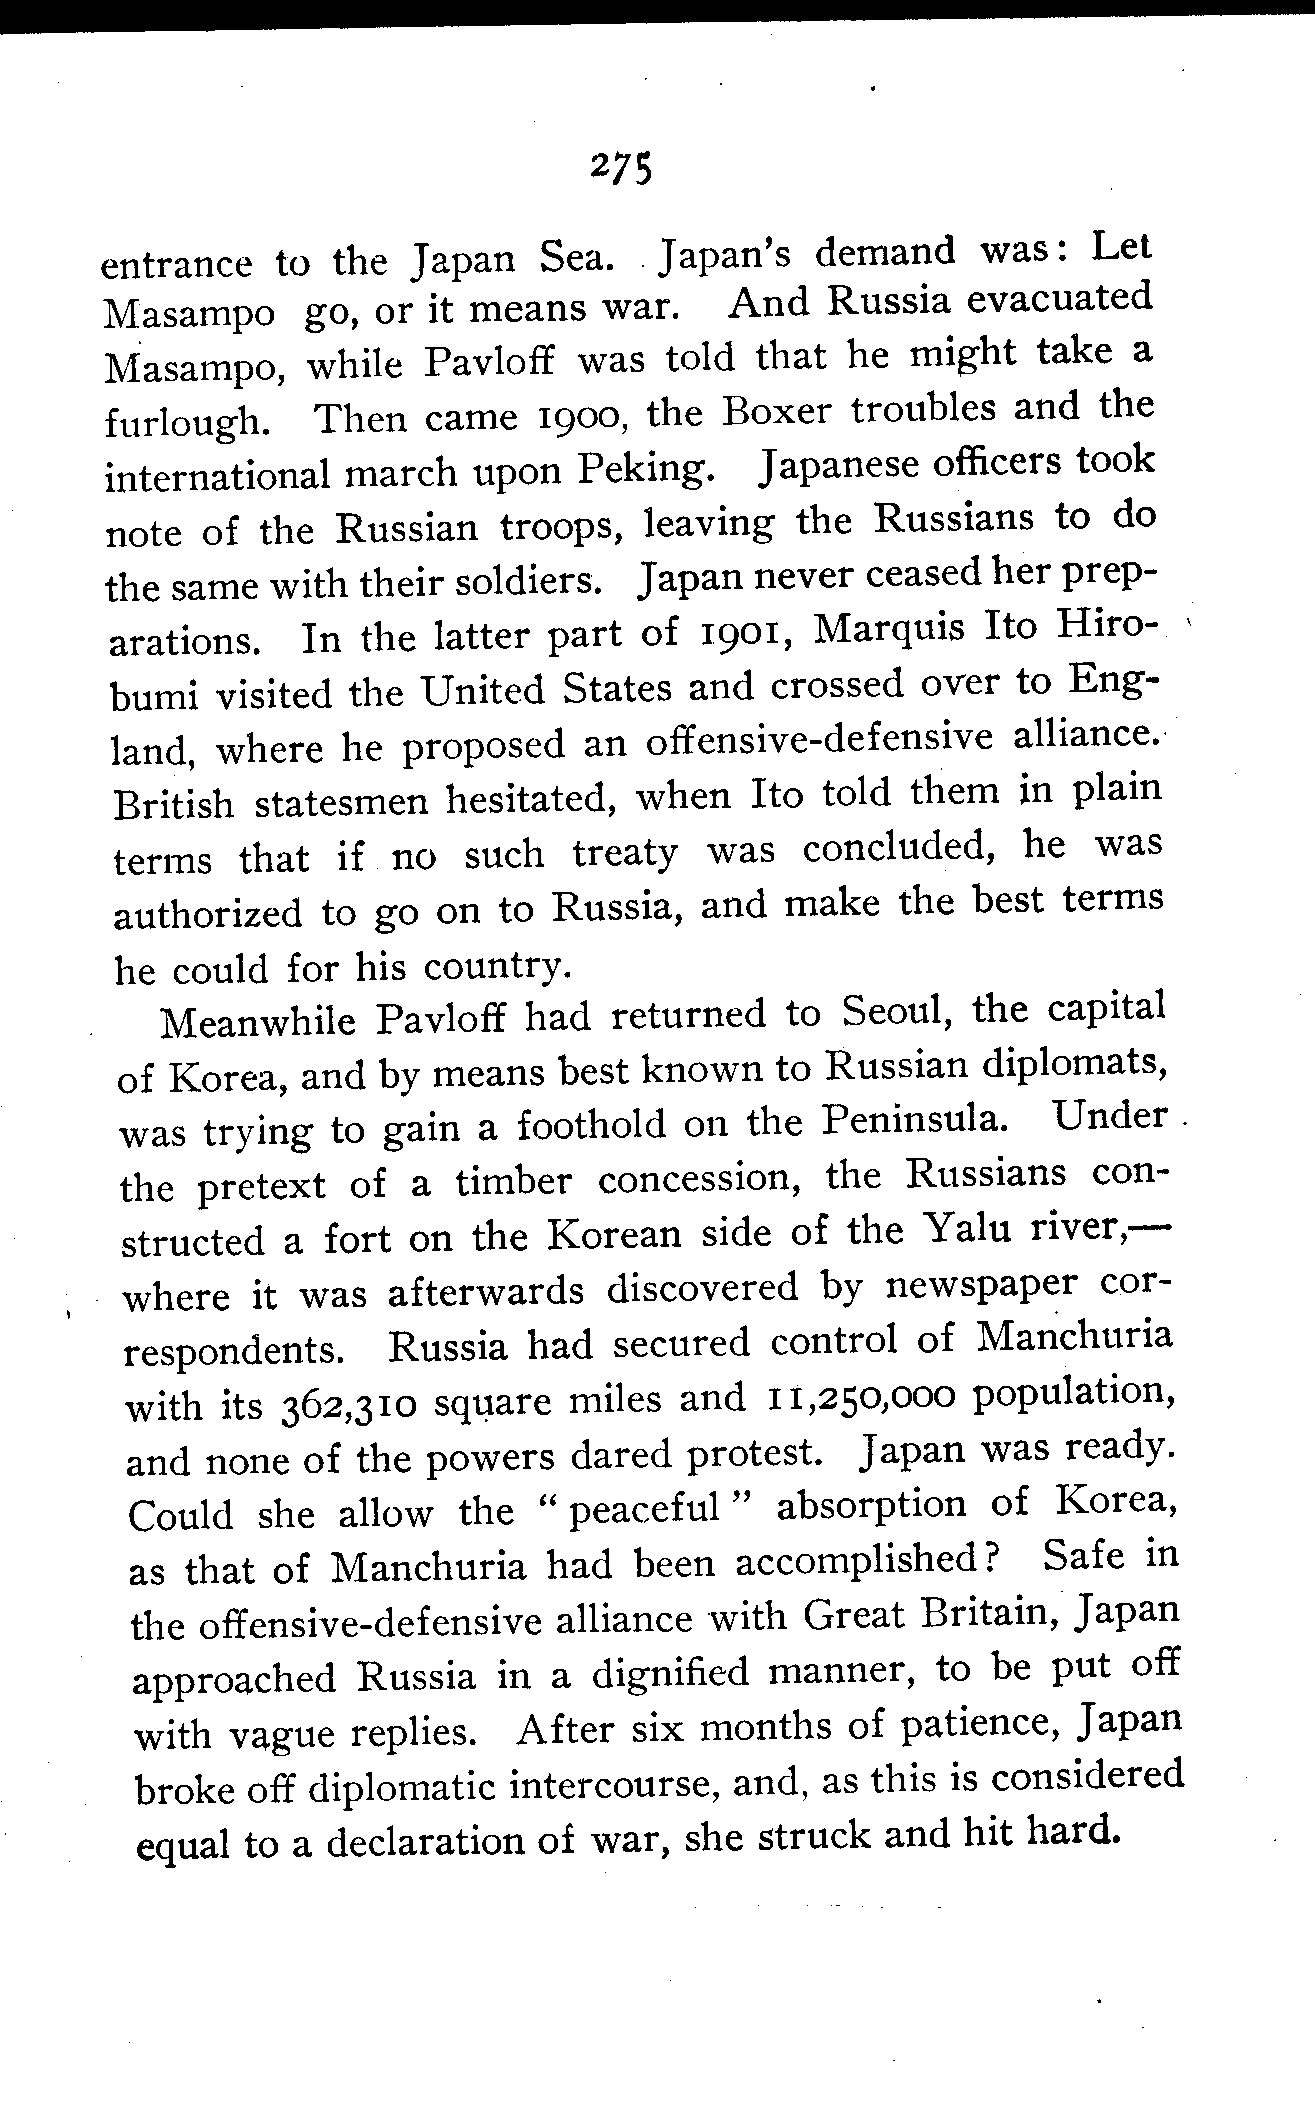 275
entrance to the Japan Sea. Japan's demand was: Let
Masampo go, or it means war. And Russia evacuated
Masampo, while Pavloff was told that he might take a
furlough. Then came 1900, the Boxer troubles and the
international march upon Peking. Japanese officers took
note of the Russian troops, leaving the Russians to do
the same with their soldiers. Japan never ceased her prep-
arations. In the latter part of 1901, Marquis Ito Hiro-
bumi visited the United States and crossed over to Eng-
land, where he proposed an offensive-defensive alliance.
British statesmen hesitated, when Ito told them in plain
terms that if no such treaty was concluded, he was
authorized to go on to Russia, and make the best terms
he could for his country.
Meanwhile Pavloff had returned to Seoul, the capital
of Korea, and by means best known to Russian diplomats,
was trying to gain a foothold on the Peninsula. Under
the pretext of a timber concession, the Russians con-
structed a fort on the Korean side of the Yalu river,—
where it was afterwards discovered by newspaper cor-
respondents. Russia had secured control of Manchuria
with its 362,310 square miles and 11,250,000 population,
and none of the powers dared protest. Japan was ready.
Could she allow the "peaceful" absorption of Korea,
as that of Manchuria had been accomplished? Safe in
the offensive-defensive alliance with Great Britain, Japan
approached Russia in a dignified manner, to be put off
with vague replies. After six months of patience, Japan
broke off diplomatic intercourse, and, as this is considered
equal to a declaration of war, she struck and hit hard.